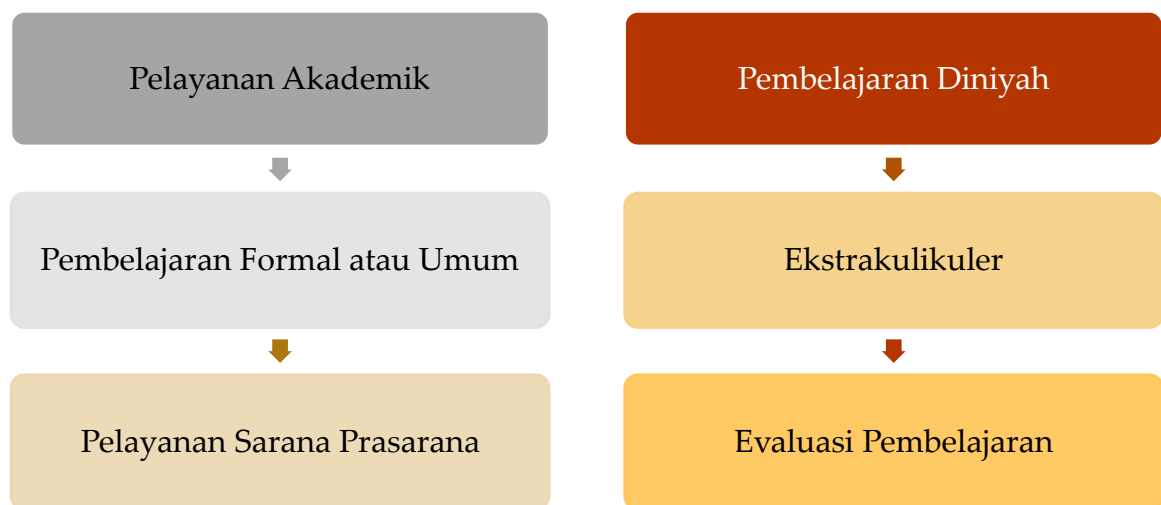 Pelayanan Akademik
Pembelajaran Formal atau Umum
Pelayanan Sarana Prasarana
Pembelajaran Diniyah
Ekstrakulikuler
Evaluasi Pembelajaran